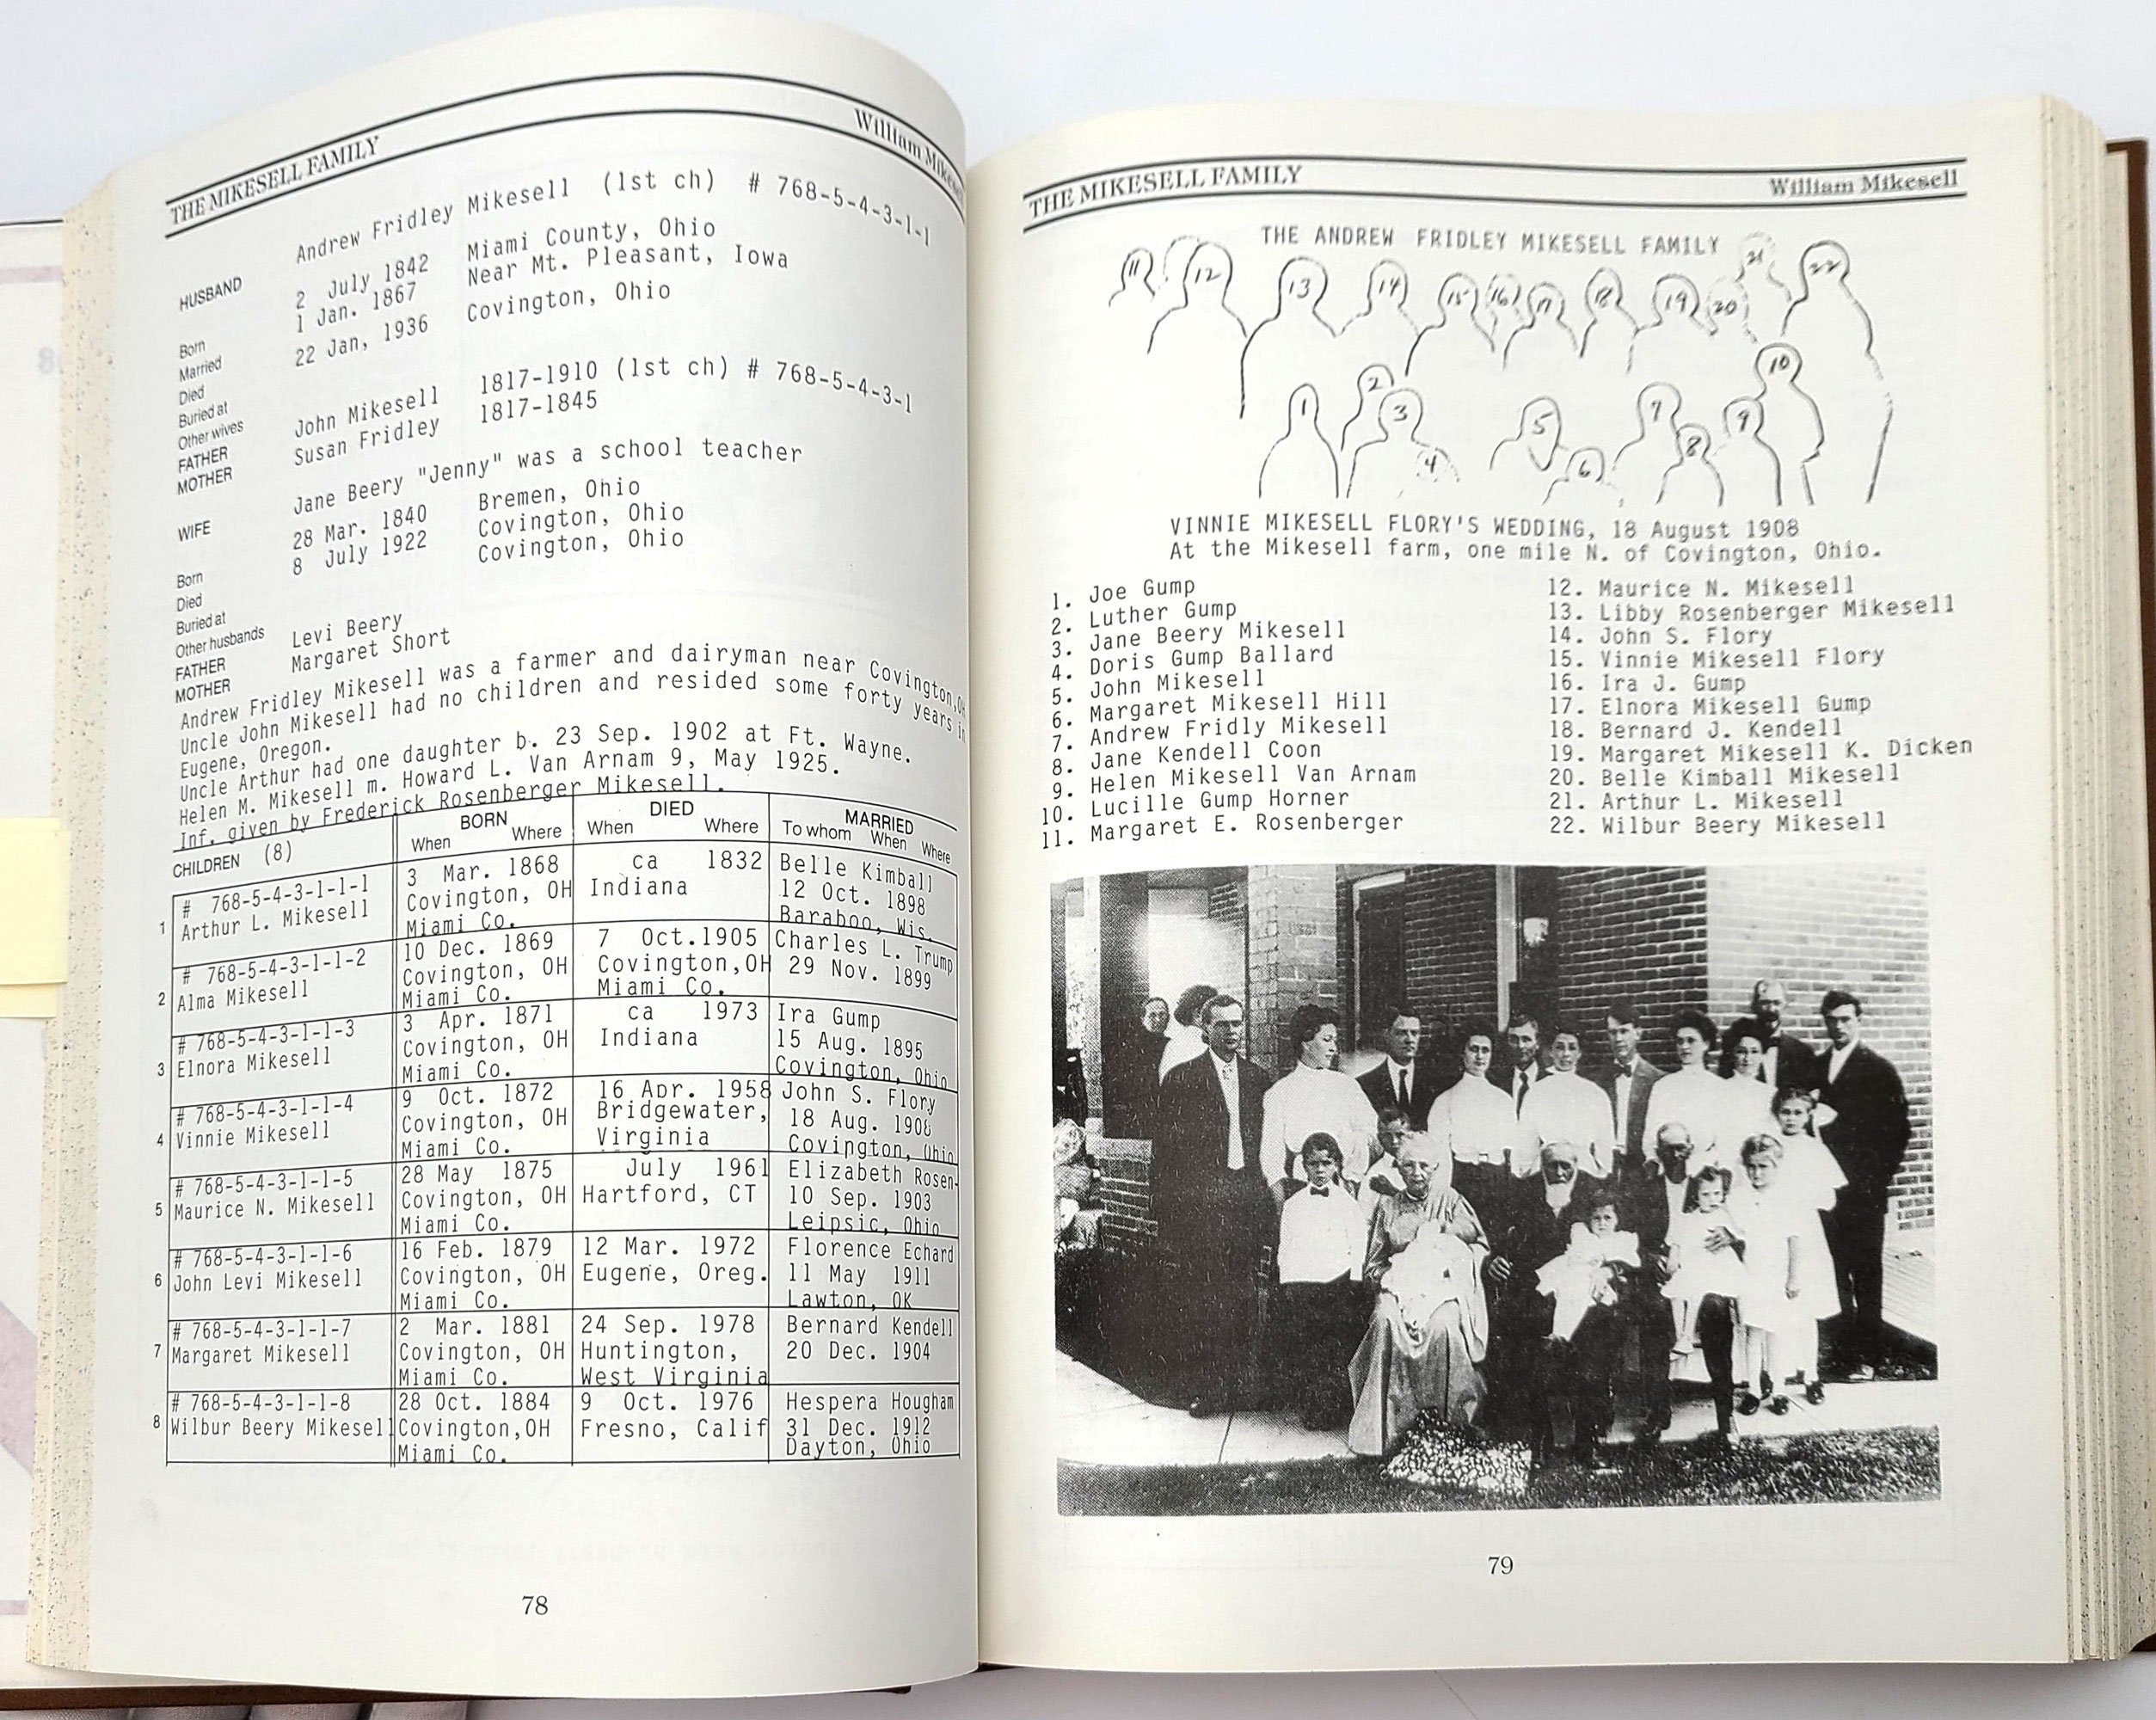 THE MIKESELL FAMILY
William Mikesell
HUSBAND Andrew Fridley Mikesell (1st ch) # 768-5-4-3-1-1
Born 2 July 1842 Miami County, Ohio
Married 1 Jan. 1867 Near Mt. Pleasant, Iowa
Died 22 Jan, 1936 Covington, Ohio
Buried at
Other wives
FATHER John Mikesell 1817-1910 (1st ch) # 768-5-4-3-1
MOTHER Susan Fridley 1817-1845
WIFE Jane Beery "Jenny" was a school teacher
Born 28 Mar. 1840 Bremen, Ohio
Died 8 July 1922 Covington, Ohio
Buried at Covington, Ohio
Other husbands
FATHER Levi Beery
MOTHER Margaret Short
Andrew Fridley Mikesell was a farmer and dairyman near Covington,OH
Uncle John Mikesell had no children and resided some forty years in
Eugene, Oregon.
Uncle Arthur had one daughter b. 23 Sep. 1902 at Ft. Wayne.
Helen M. Mikesell m. Howard L. Van Arnam 9, May 1925.
Inf. given by Frederick Rosenberger Mikesell.
CHILDREN (8)
BORN
When Where
DIED
When Where
MARRIED
To whom When Where
1
# 768-5-4-3-1-1-1
Arthur L. Mikesell
3 Mar. 1868
Covington, OH
Miami Co.
ca 1832
Indiana
Belle Kimball
12 Oct. 1898
Baraboo, Wis.
2
# 768-5-4-3-1-1-2
Alma Mikesell
10 Dec. 1869
Covington, OH
Miami Co.
7 Oct.1905
Covington,OH
Miami Co.
Charles L. Trump
29 Nov. 1899
3
# 768-5-4-3-1-1-3
Elnora Mikesell
3 Apr. 1871
Covington, OH
Miami Co.
ca 1973
Indiana
Ira Gump
15 Aug. 1895
Covington, Ohio
4
# 768-5-4-3-1-1-4
Vinnie Mikesell
9 Oct. 1872
Covington, OH
Miami Co.
16 Apr. 1958
Bridgewater,
Virginia
John S. Flory
18 Aug. 1908
Covington, Ohio
5
# 768-5-4-3-1-1-5
Maurice N. Mikesell
28 May 1875
Covington, OH
Miami Co.
July 1961
Hartford, CT
Elizabeth Rosen-
10 Sep. 1903
Leipsic, Ohio
6
# 768-5-4-3-1-1-6
John Levi Mikesell
16 Feb. 1879
Covington, OH
Miami Co.
12 Mar. 1972
Eugene, Oreg.
Florence Echard
11 May 1911
Lawton, OK
7
# 768-5-4-3-1-1-7
Margaret Mikesell
2 Mar. 1881
Covington, OH
Miami Co.
24 Sep. 1978
Huntington,
West Virginia
Bernard Kendell
20 Dec. 1904
8
# 768-5-4-3-1-1-8
Wilbur Beery Mikesell
28 Oct. 1884
Covington,OH
Miami Co.
9 Oct. 1976
Fresno, Calif
Hespera Hougham
31 Dec. 1912
Dayton, Ohio
78
THE MIKESELL FAMILY
William Mikesell
THE ANDREW FRIDLEY MIKESELL FAMILY
11 12 13 14 15 16 17 18 19 20 21 22
1 2 3 4 5 6 7 8 9 10
VINNIE MIKESELL FLORY'S WEDDING, 18 August 1908
At the Mikesell farm, one mile N. of Covington, Ohio.
1. Joe Gump
2. Luther Gump
3. Jane Beery Mikesell
4. Doris Gump Ballard
5. John Mikesell
6. Margaret Mikesell Hill
7. Andrew Fridly Mikesell
8. Jane Kendell Coon
9. Helen Mikesell Van Arnam
10. Lucille Gump Horner
11. Margaret E. Rosenberger
12. Maurice N. Mikesell
13. Libby Rosenberger Mikesell
14. John S. Flory
15. Vinnie Mikesell Flory
16. Ira J. Gump
17. Elnora Mikesell Gump
18. Bernard J. Kendell
19. Margaret Mikesell K. Dicken
20. Belle Kimball Mikesell
21. Arthur L. Mikesell
22. Wilbur Beery Mikesell
79